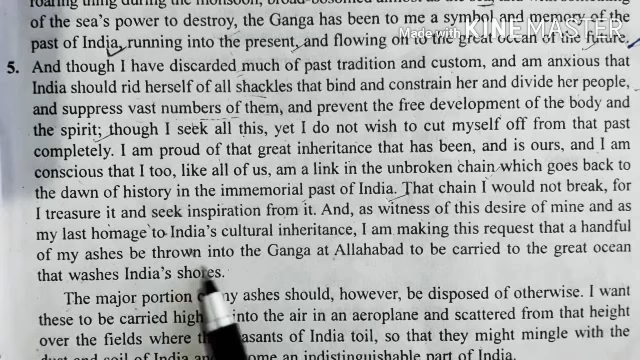 roaring thing during the monsoon, broad-bosomed almost as the sea, and with something
of the sea's power to destroy, the Ganga has been to me a symbol and memory of the
past of India, running into the present, and flowing on to the great ocean of the future.
Made with KINEMASTER
5. And though I have discarded much of past tradition and custom, and am anxious that
India should rid herself of all shackles that bind and constrain her and divide her people,
and suppress vast numbers of them, and prevent the free development of the body and
the spirit; though I seek all this, yet I do not wish to cut myself off from that past
completely. I am proud of that great inheritance that has been, and is ours, and I am
conscious that I too, like all of us, am a link in the unbroken chain which goes back to
the dawn of history in the immemorial past of India. That chain I would not break, for
I treasure it and seek inspiration from it. And, as witness of this desire of mine and as
my last homage to India's cultural inheritance, I am making this request that a handful
of my ashes be thrown into the Ganga at Allahabad to be carried to the great ocean
that washes India's shores.
The major portion my ashes should, however, be disposed of otherwise. I want
these to be carried high into the air in an aeroplane and scattered from that height
over the fields where asants of India toil, so that they might mingle with the
dust and soil of India ome an indistinguishable part of India.